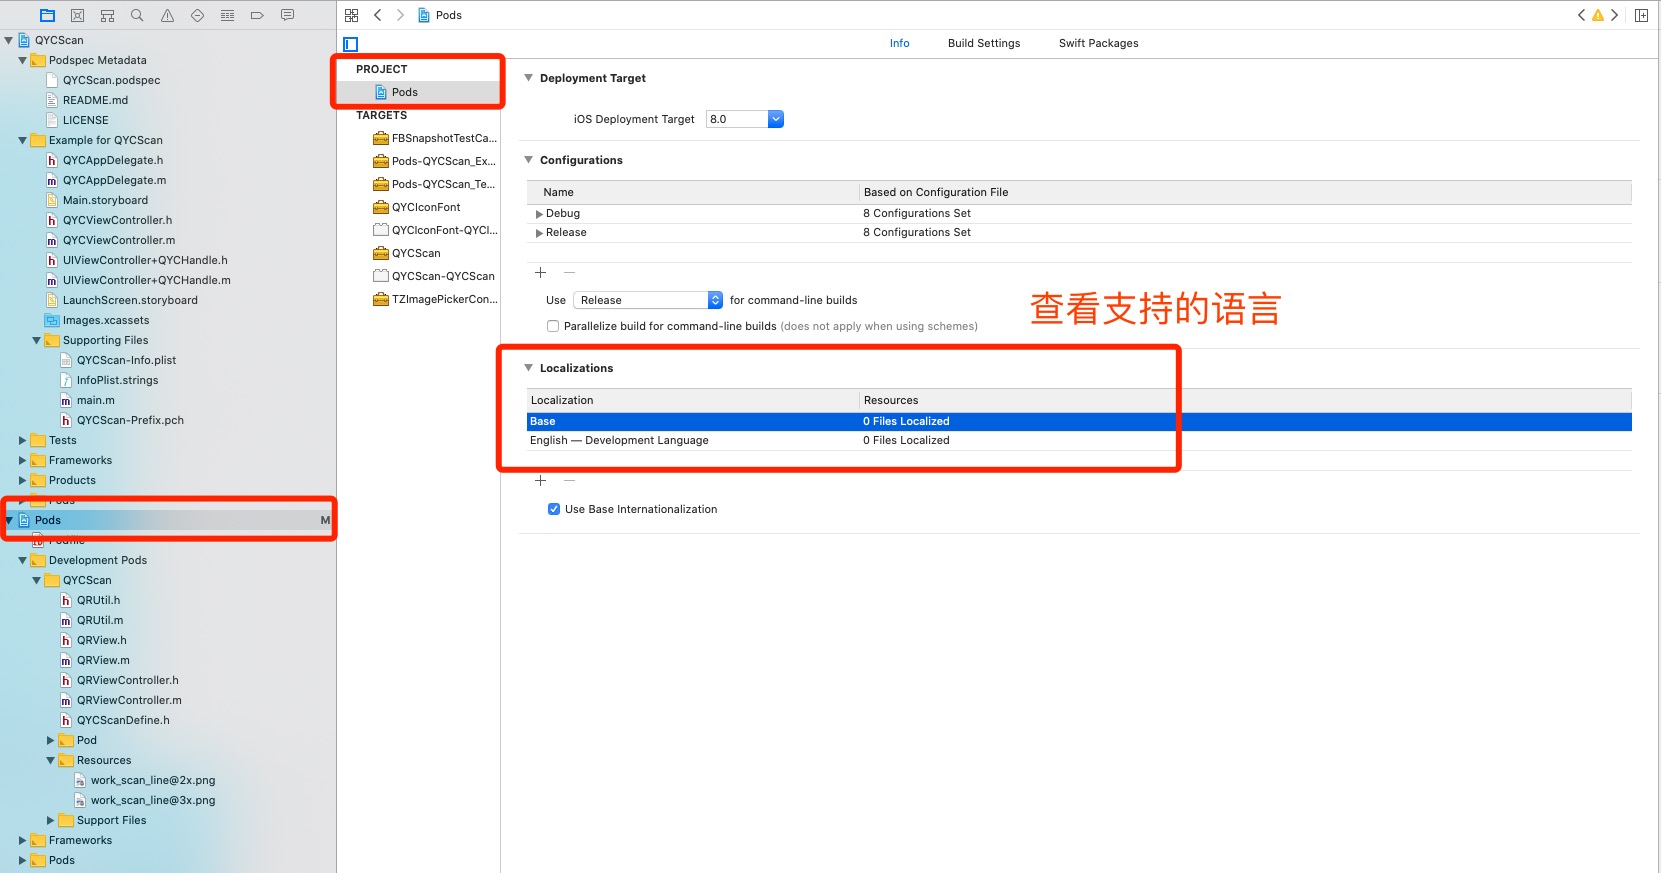 Pods
Info
Build Settings
Swift Packages
QYCScan
Podspec Metadata
QYCScan.podspec
README.md
LICENSE
Example for QYCScan
QYCAppDelegate.h
QYCAppDelegate.m
Main.storyboard
QYCViewController.h
QYCViewController.m
UIViewController+QYCHandle.h
UIViewController+QYCHandle.m
LaunchScreen.storyboard
Images.xcassets
Supporting Files
QYCScan-Info.plist
InfoPlist.strings
main.m
QYCScan-Prefix.pch
Tests
Frameworks
Products
Pods
Pods M
Podfile
Development Pods
QYCScan
QRUtil.h
QRUtil.m
QRView.h
QRView.m
QRViewController.h
QRViewController.m
QYCScanDefine.h
Pod
Resources
work_scan_line@2x.png
work_scan_line@3x.png
Support Files
Frameworks
Pods
PROJECT
Pods
TARGETS
FBSnapshotTestCa...
Pods-QYCScan_Ex...
Pods-QYCScan_Te...
QYCIconFont
QYCIconFont-QYCI...
QYCScan
QYCScan-QYCScan
TZImagePickerCon...
Deployment Target
iOS Deployment Target 8.0
Configurations
Name Based on Configuration File
Debug 8 Configurations Set
Release 8 Configurations Set
Use Release for command-line builds
Parallelize build for command-line builds (does not apply when using schemes)
查看支持的语言
Localizations
Localization Resources
Base 0 Files Localized
English — Development Language 0 Files Localized
Use Base Internationalization